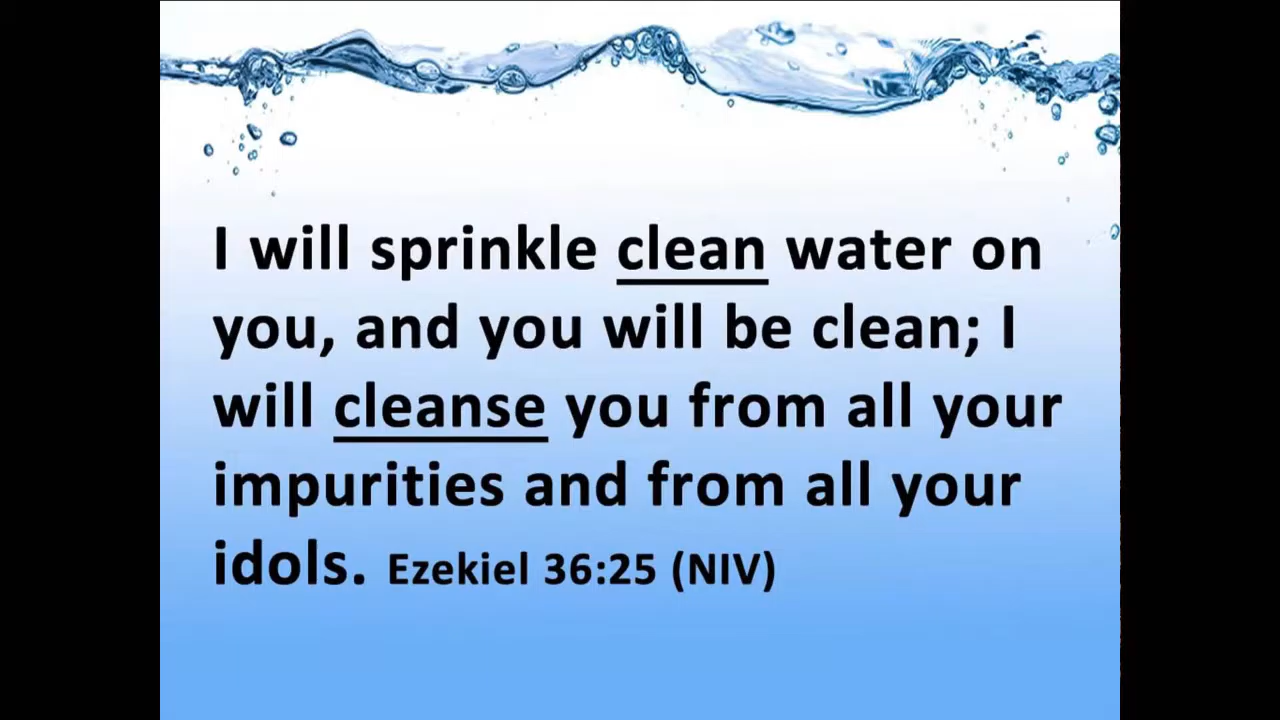 I will sprinkle clean water on
you, and you will be clean; I
will cleanse you from all your
impurities and from all your
idols. Ezekiel 36:25 (NIV)